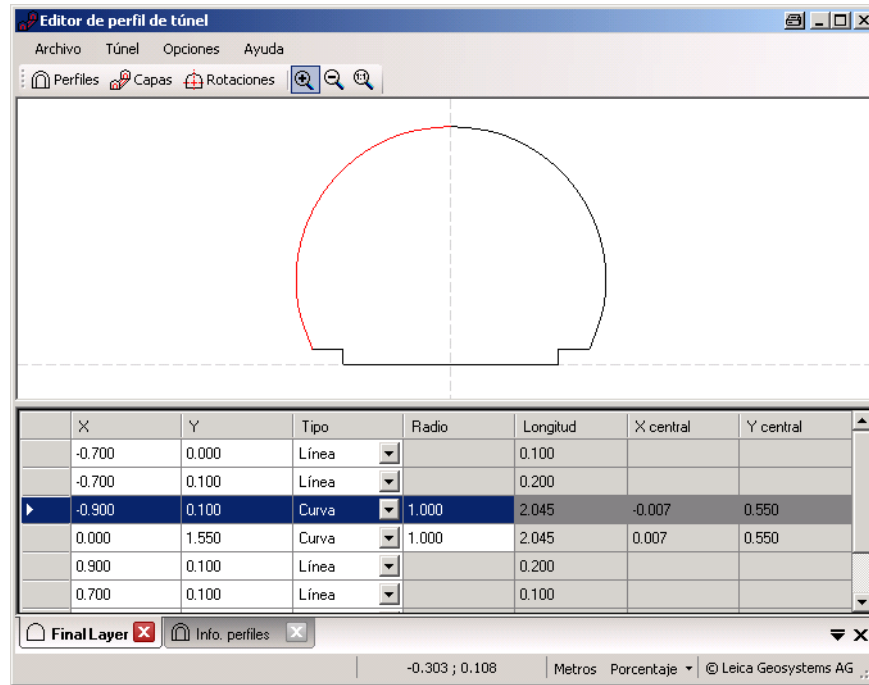 Editor de perfil de túnel
Archivo Túnel Opciones Ayuda
Perfiles Capas Rotaciones 1:1
X Y Tipo Radio Longitud X central Y central
-0.700 0.000 Línea 0.100
-0.700 0.100 Línea 0.200
-0.900 0.100 Curva 1.000 2.045 -0.007 0.550
0.000 1.550 Curva 1.000 2.045 0.007 0.550
0.900 0.100 Línea 0.200
0.700 0.100 Línea 0.100
Final Layer Info. perfiles
-0.303 ; 0.108 Metros Porcentaje © Leica Geosystems AG